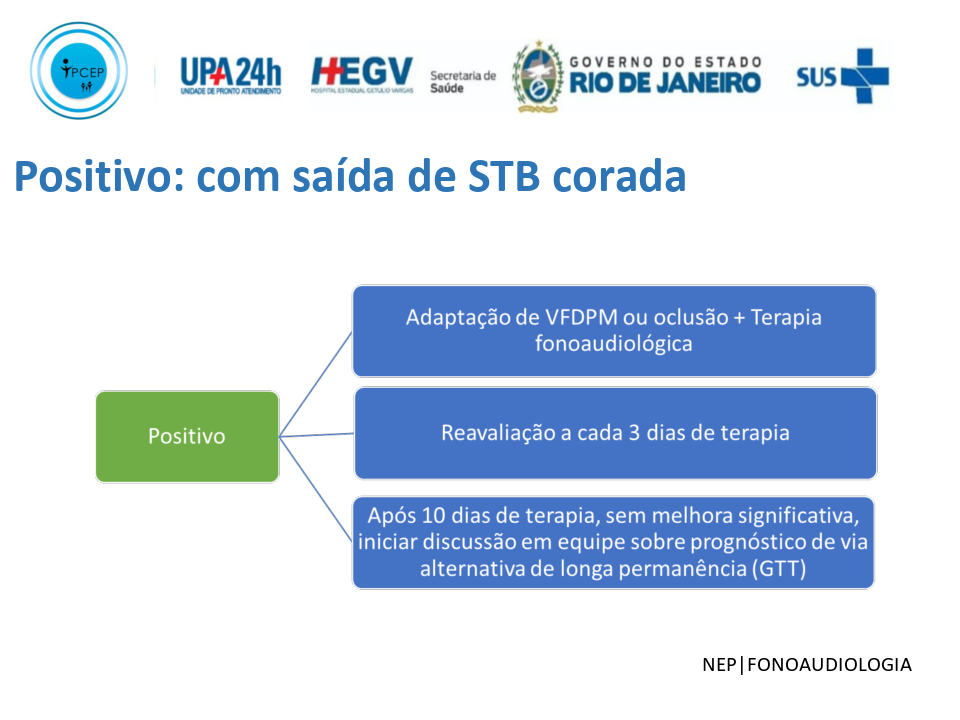 IPCEP
UPA24h
UNIDADE DE PRONTO ATENDIMENTO
HEGV
HOSPITAL ESTADUAL GETULIO VARGAS
Secretaria de
Saúde
GOVERNO DO ESTADO
RIO DE JANEIRO
SUS
Positivo: com saída de STB corada
Adaptação de VFDPM ou oclusão + Terapia
fonoaudiológica
Positivo
Reavaliação a cada 3 dias de terapia
Após 10 dias de terapia, sem melhora significativa,
iniciar discussão em equipe sobre prognóstico de via
alternativa de longa permanência (GTT)
NEP|FONOAUDIOLOGIA